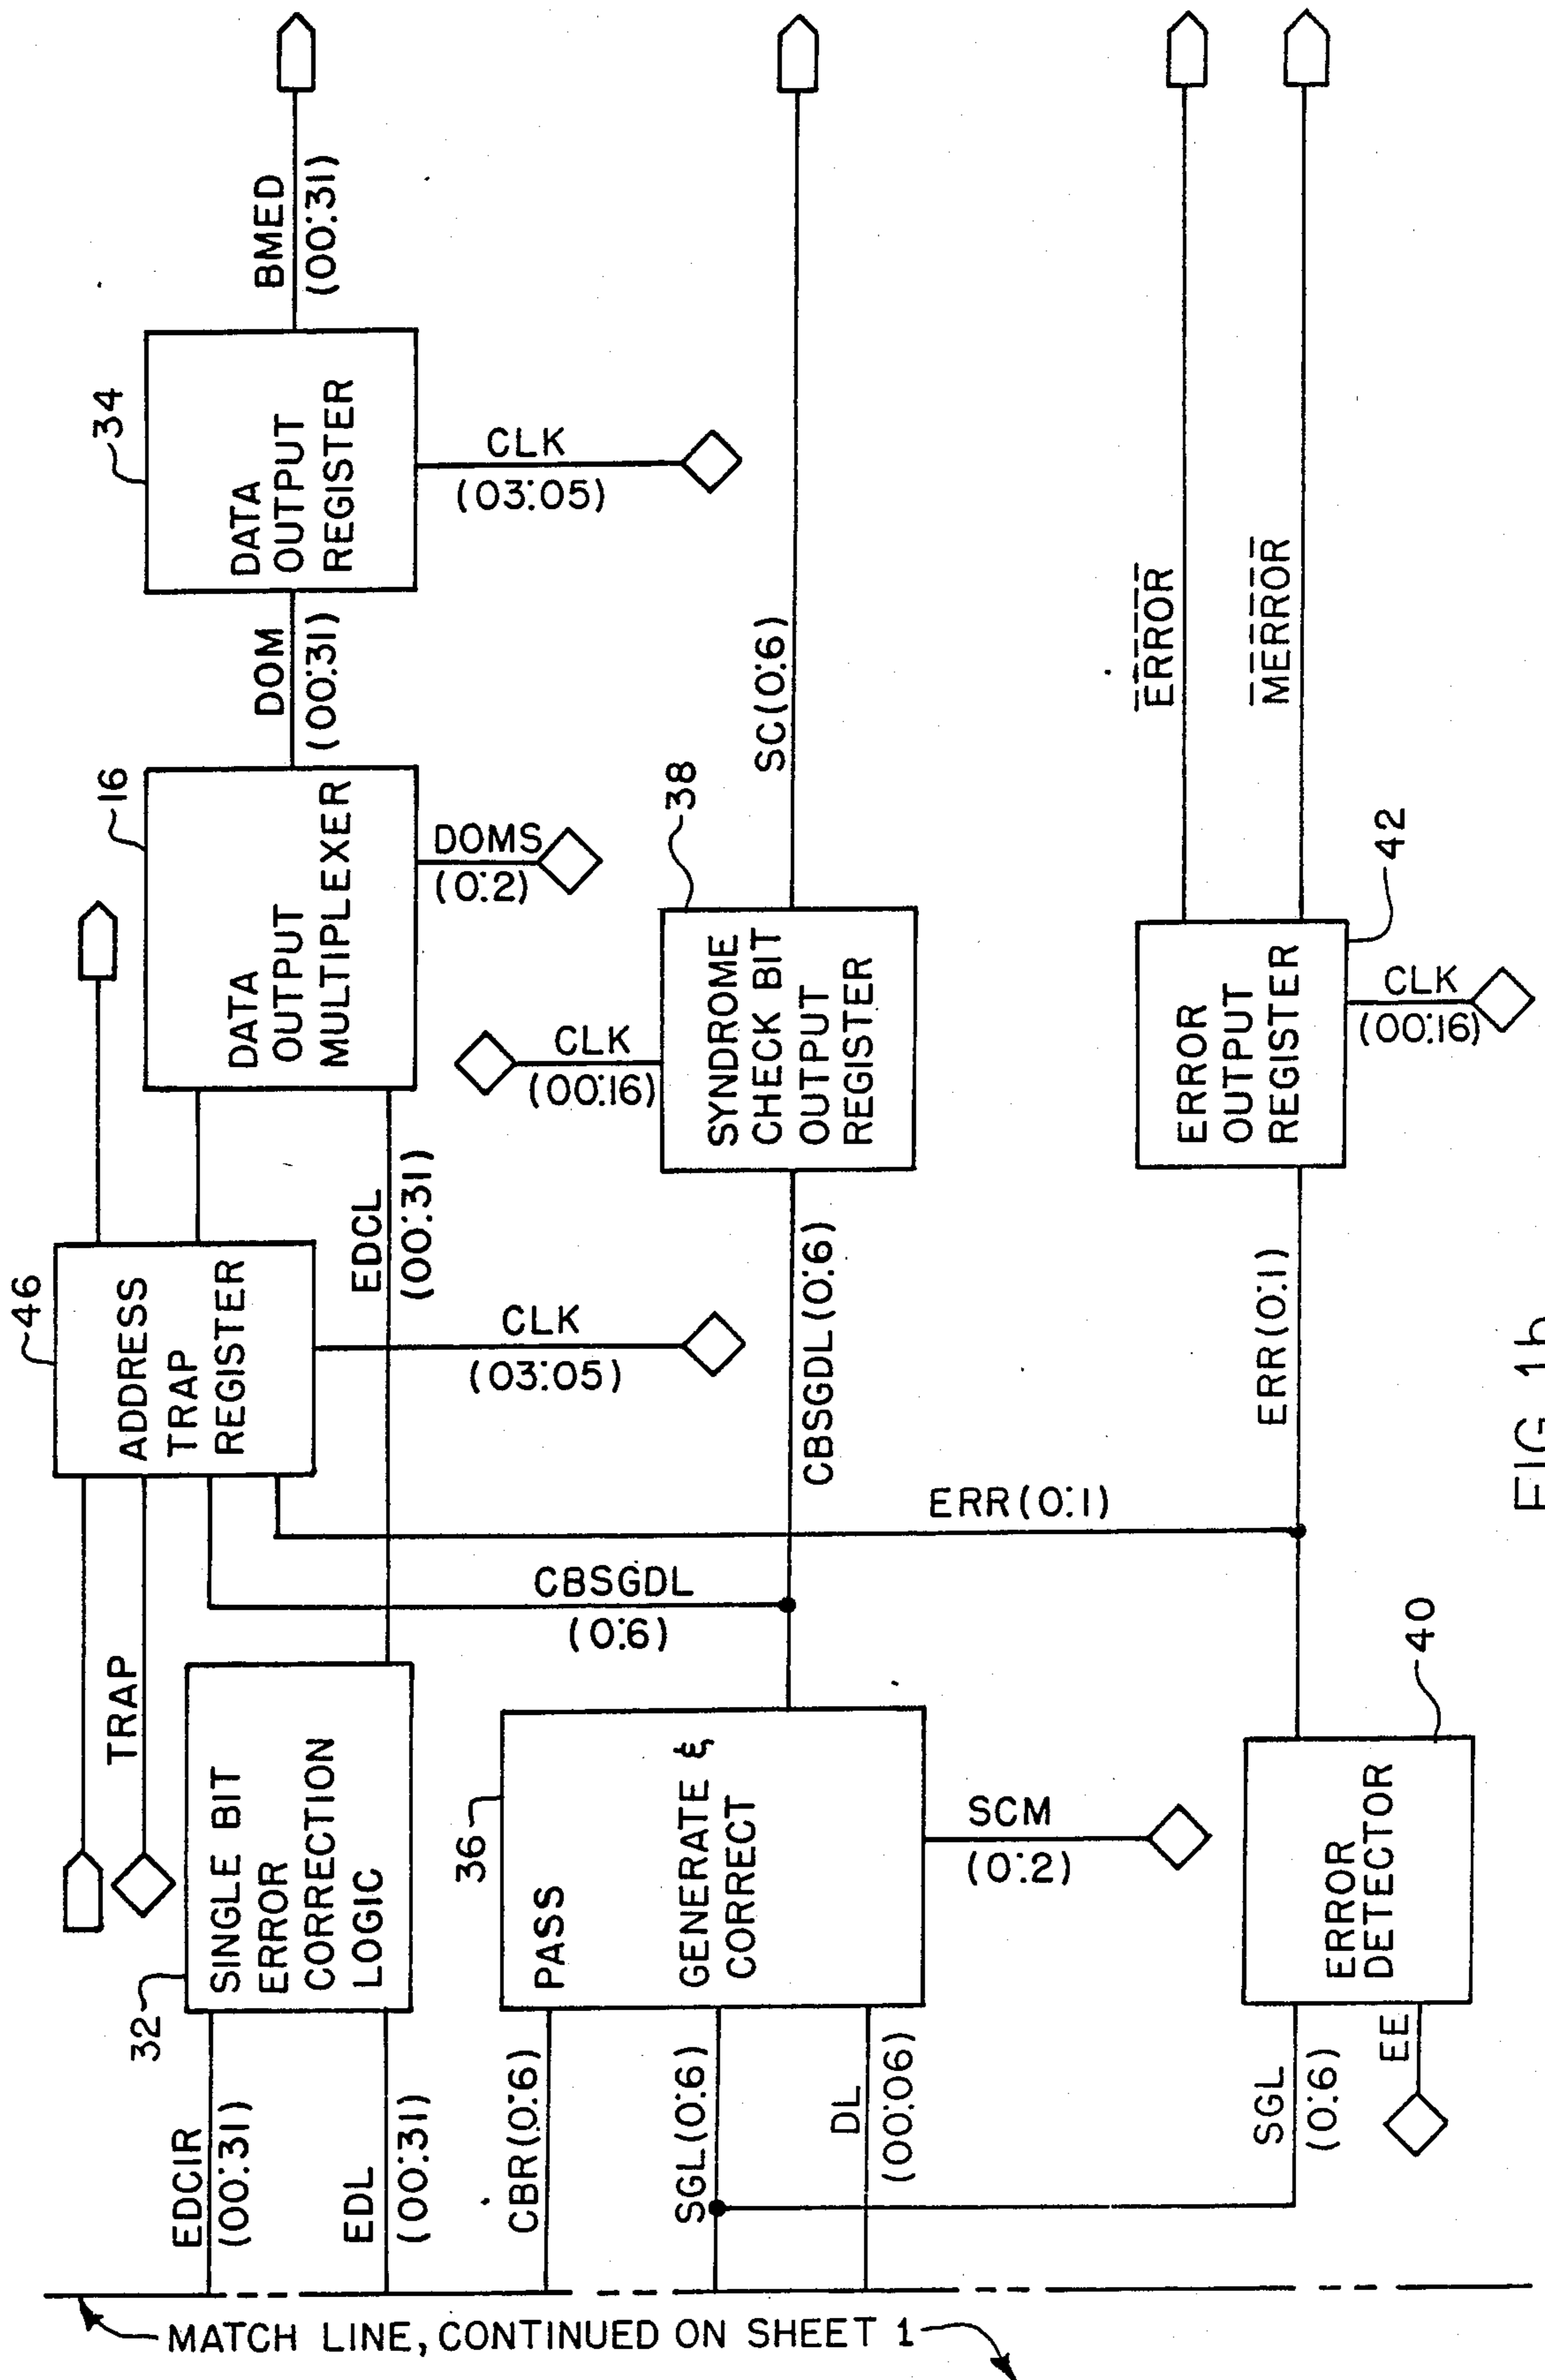 46
ADDRESS
TRAP
REGISTER
TRAP
CLK
(03:05)
16
DATA
OUTPUT
MULTIPLEXER
DOMS
(0:2)
DOM
(00:31)
34
DATA
OUTPUT
REGISTER
CLK
(03:05)
BMED
(00:31)
EDCIR
(00:31)
EDL
(00:31)
32
SINGLE BIT
ERROR
CORRECTION
LOGIC
EDCL
(00:31)
CBSGDL
(0:6)
ERR(0:1)
CBR(0:6)
SGL(0:6)
DL
(00:06)
36
PASS
GENERATE &
CORRECT
SCM
(0:2)
CBSGDL(0:6)
38
SYNDROME
CHECK BIT
OUTPUT
REGISTER
CLK
(00:16)
SC(0:6)
SGL
(0:6)
EE
40
ERROR
DETECTOR
ERR(0:1)
42
ERROR
OUTPUT
REGISTER
CLK
(00:16)
ERROR
MERROR
MATCH LINE, CONTINUED ON SHEET 1
FIG. 1b